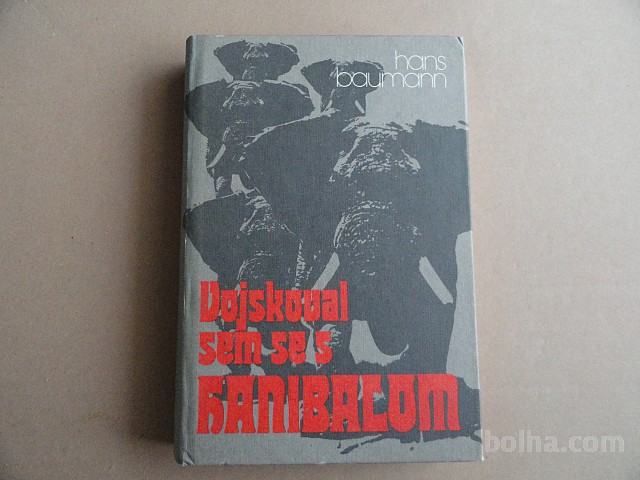 hans
baumann
Vojskoval
sem se s
HANIBALOM
bolha.com